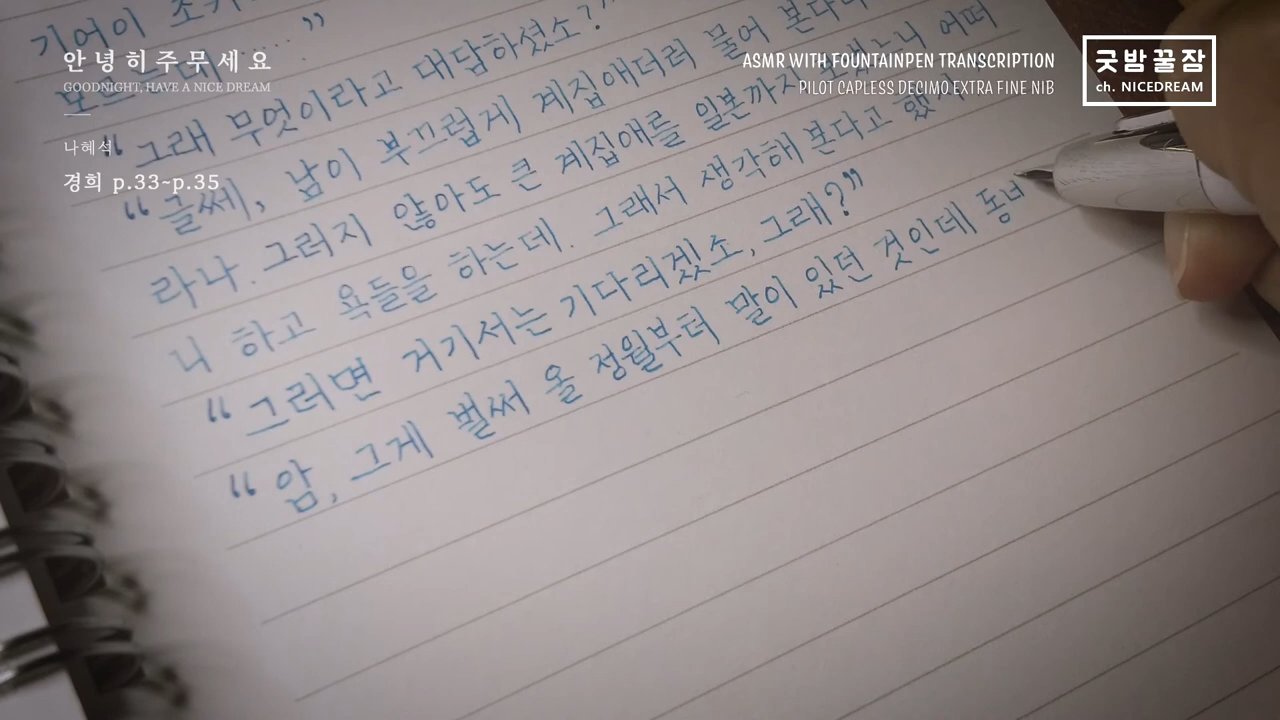 안녕히주무세요
GOODNIGHT, HAVE A NICE DREAM
나혜석
경희 p.33~p.35
ASMR WITH FOUNTAINPEN TRANSCRIPTION
PILOT CAPLESS DECIMO EXTRA FINE NIB
굿밤꿀잠
ch. NICEDREAM
기어이
”
“그래 무엇이라고 대답하셨소?”
“글쎄, 남이 부끄럽게 계집애더러 물어 본다나
라나. 그러지 않아도 큰 계집애를 일본까지 보냈느니 어떠
니 하고 욕들을 하는데. 그래서 생각해 본다고 했지
“그러면 거기서는 기다리겠소, 그래?”
“암, 그게 벌써 올 정월부터 말이 있던 것인데 동녀